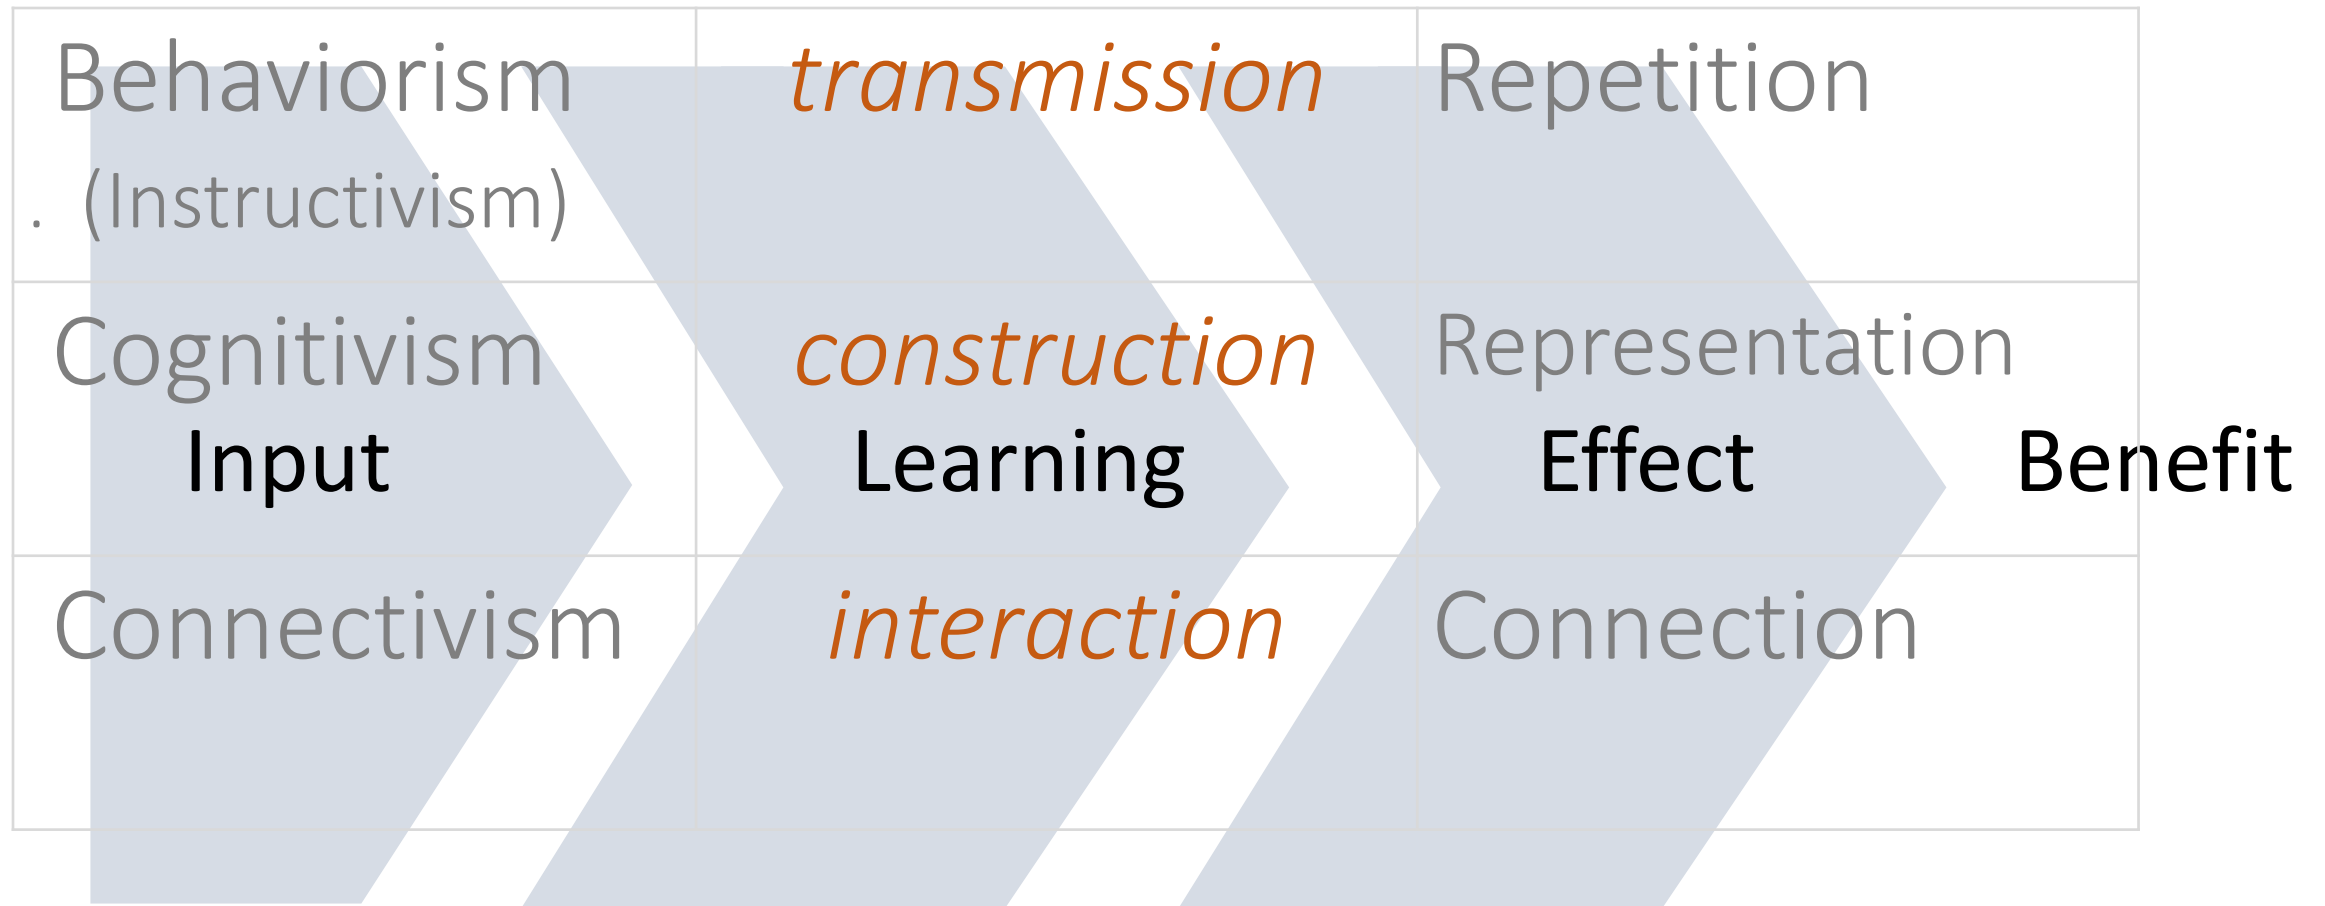 Behaviorism transmission Repetition
. (Instructivism)
Cognitivism construction Representation
Input Learning Effect Benefit
Connectivism interaction Connection